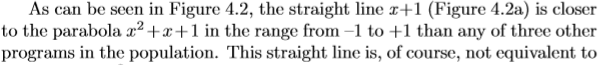 As can be seen in Figure 4.2, the straight line x+1 (Figure 4.2a) is closer
to the parabola x²+x+1 in the range from –1 to +1 than any of three other
programs in the population. This straight line is, of course, not equivalent to